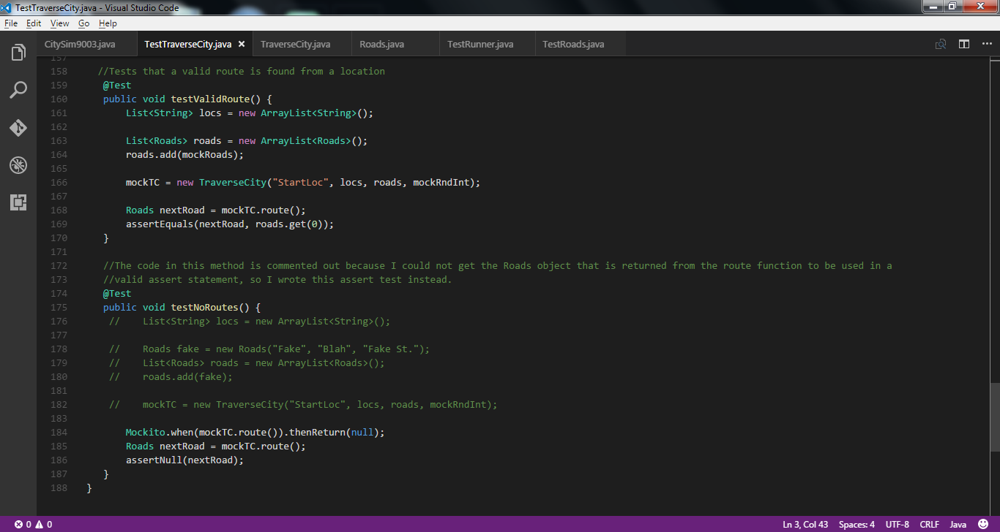 TestTraverseCity.java - Visual Studio Code
File Edit View Go Help
CitySim9003.java TestTraverseCity.java TraverseCity.java Roads.java TestRunner.java TestRoads.java
157
158 //Tests that a valid route is found from a location
159 @Test
160 public void testValidRoute() {
161 List<String> locs = new ArrayList<String>();
162
163 List<Roads> roads = new ArrayList<Roads>();
164 roads.add(mockRoads);
165
166 mockTC = new TraverseCity("StartLoc", locs, roads, mockRndInt);
167
168 Roads nextRoad = mockTC.route();
169 assertEquals(nextRoad, roads.get(0));
170 }
171
172 //The code in this method is commented out because I could not get the Roads object that is returned from the route function to be used in a
173 //valid assert statement, so I wrote this assert test instead.
174 @Test
175 public void testNoRoutes() {
176 // List<String> locs = new ArrayList<String>();
177
178 // Roads fake = new Roads("Fake", "Blah", "Fake St.");
179 // List<Roads> roads = new ArrayList<Roads>();
180 // roads.add(fake);
181
182 // mockTC = new TraverseCity("StartLoc", locs, roads, mockRndInt);
183
184 Mockito.when(mockTC.route()).thenReturn(null);
185 Roads nextRoad = mockTC.route();
186 assertNull(nextRoad);
187 }
188 }
0 0 Ln 3, Col 43 Spaces: 4 UTF-8 CRLF Java